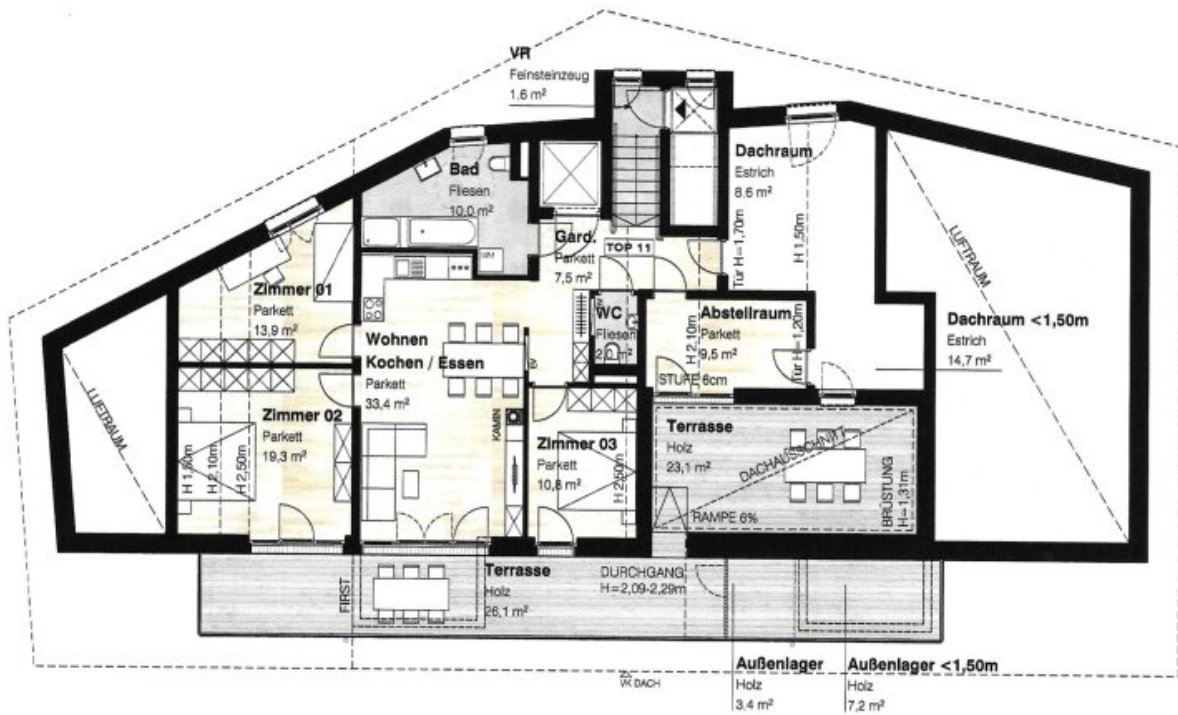 VR
Feinsteinzeug
1,6 m²
Bad
Fliesen
10,0 m²
Dachraum
Estrich
8,6 m²
Gard.
Parkett
7,5 m²
TOP 11
Tür H=1,70m
H 1,50m
LUFTRAUM
Zimmer 01
Parkett
13,9 m²
Wohnen
Kochen / Essen
Parkett
33,4 m²
WC
Fliesen
2,0 m²
Abstellraum
Parkett
9,5 m²
H 2,10m
STUFE 6cm
Tür H=1,20m
Dachraum <1,50m
Estrich
14,7 m²
LUFTRAUM
Zimmer 02
Parkett
19,3 m²
H 1,50m
H 2,10m
H 2,50m
KAMIN
Zimmer 03
Parkett
10,8 m²
H 2,50m
Terrasse
Holz
23,1 m²
DACHAUSSCHNITT
BRÜSTUNG
H=1,31m
RAMPE 6%
FIRST
Terrasse
Holz
26,1 m²
DURCHGANG
H=2,09-2,29m
Außenlager
Holz
3,4 m²
Außenlager <1,50m
Holz
7,2 m²
VK DACH